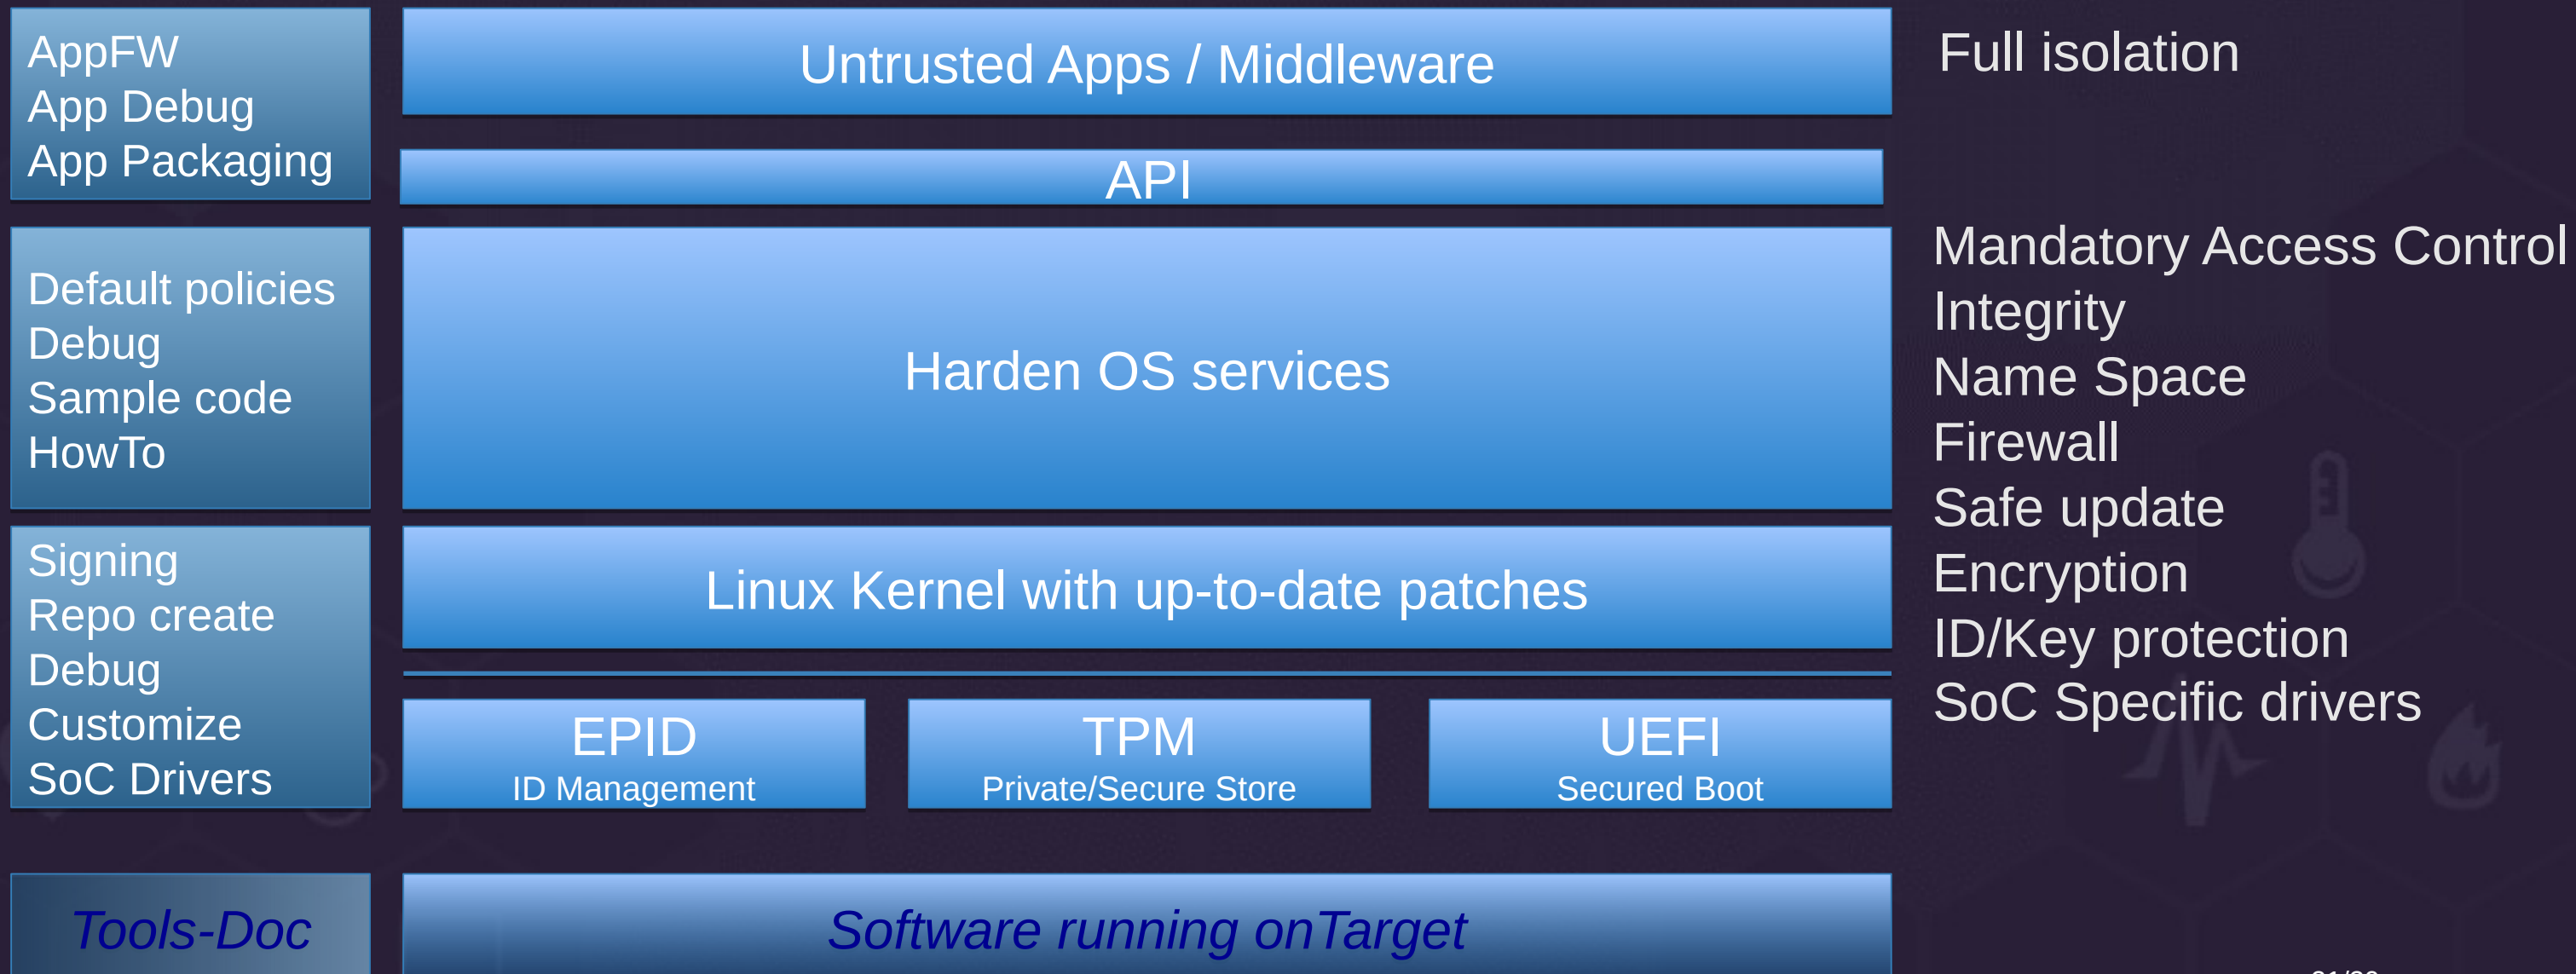 AppFW
App Debug
App Packaging
Untrusted Apps / Middleware
Full isolation
API
Default policies
Debug
Sample code
HowTo
Harden OS services
Mandatory Access Control
Integrity
Name Space
Firewall
Safe update
Encryption
ID/Key protection
SoC Specific drivers
Signing
Repo create
Debug
Customize
SoC Drivers
Linux Kernel with up-to-date patches
EPID
ID Management
TPM
Private/Secure Store
UEFI
Secured Boot
Tools-Doc
Software running onTarget